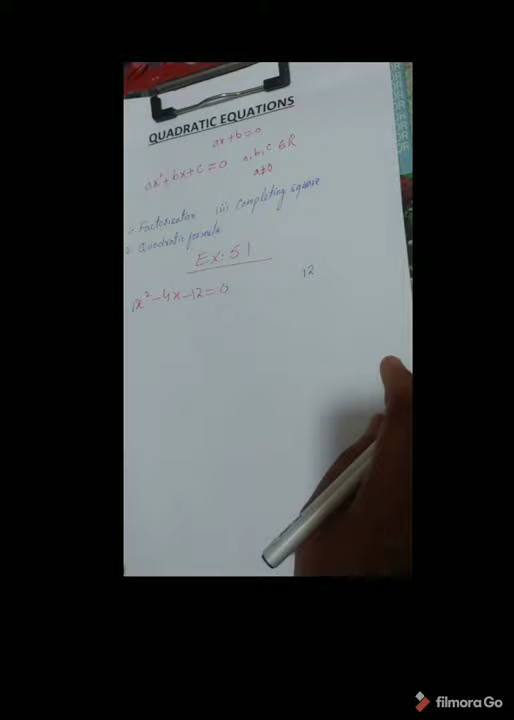 QUADRATIC EQUATIONS
ax+b=0
ax²+bx+c=0 a,b,c ∈R
a≠0
Factorization (iii) Completing square
Quadratic formula
Ex: 5.1
x²-4x-12=0 12
filmoraGo